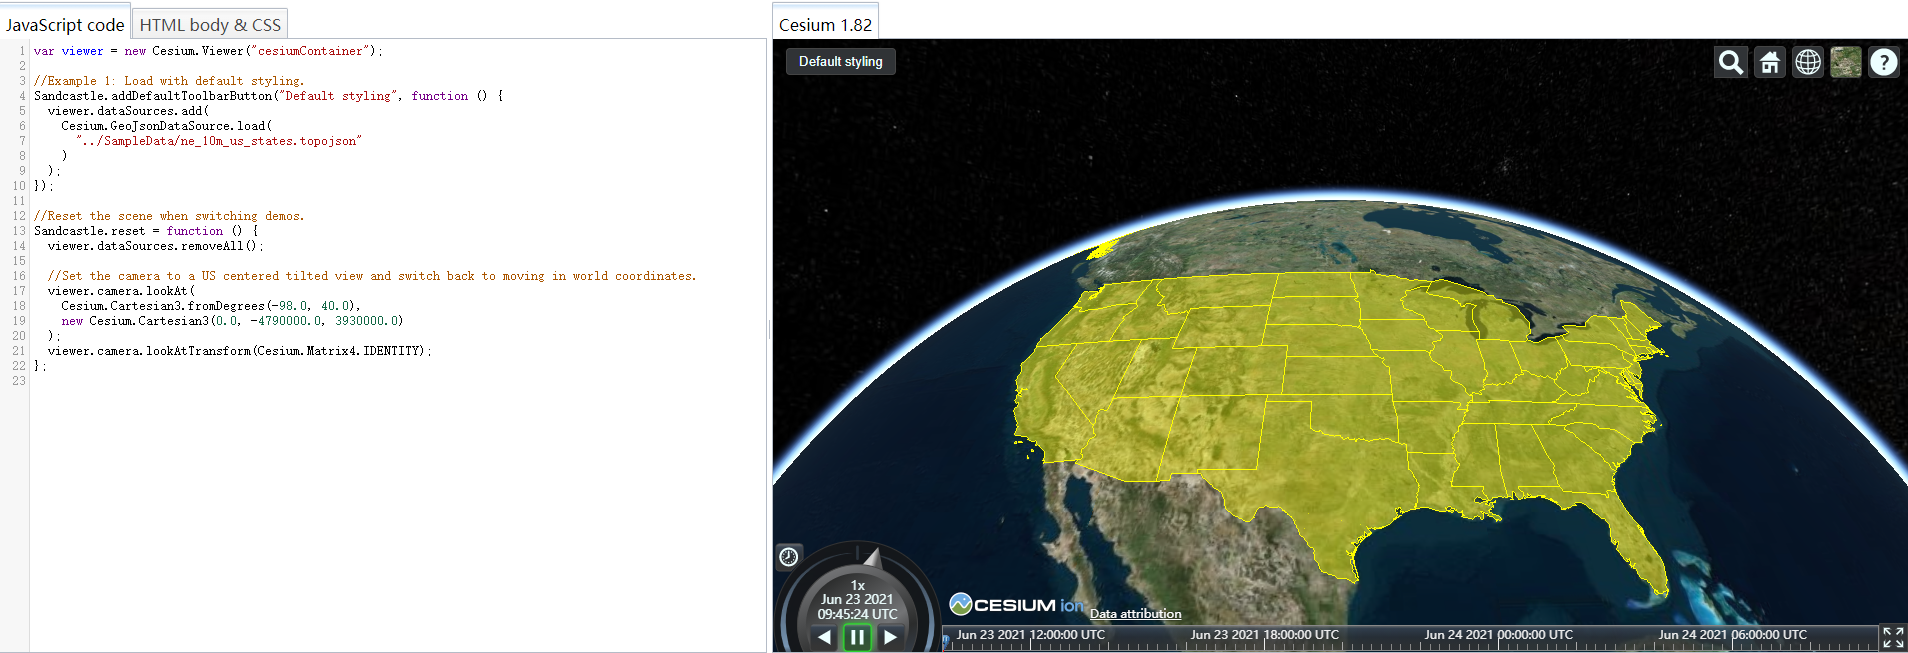 JavaScript code
HTML body & CSS
1 var viewer = new Cesium.Viewer("cesiumContainer");
2
3 //Example 1: Load with default styling.
4 Sandcastle.addDefaultToolbarButton("Default styling", function () {
5   viewer.dataSources.add(
6     Cesium.GeoJsonDataSource.load(
7       "../SampleData/ne_10m_us_states.topojson"
8     )
9   );
10 });
11
12 //Reset the scene when switching demos.
13 Sandcastle.reset = function () {
14   viewer.dataSources.removeAll();
15
16   //Set the camera to a US centered tilted view and switch back to moving in world coordinates.
17   viewer.camera.lookAt(
18     Cesium.Cartesian3.fromDegrees(-98.0, 40.0),
19     new Cesium.Cartesian3(0.0, -4790000.0, 3930000.0)
20   );
21   viewer.camera.lookAtTransform(Cesium.Matrix4.IDENTITY);
22 };
23
Cesium 1.82
Default styling
?
1x
Jun 23 2021
09:45:24 UTC
CESIUM ion
Data attribution
Jun 23 2021 12:00:00 UTC
Jun 23 2021 18:00:00 UTC
Jun 24 2021 00:00:00 UTC
Jun 24 2021 06:00:00 UTC